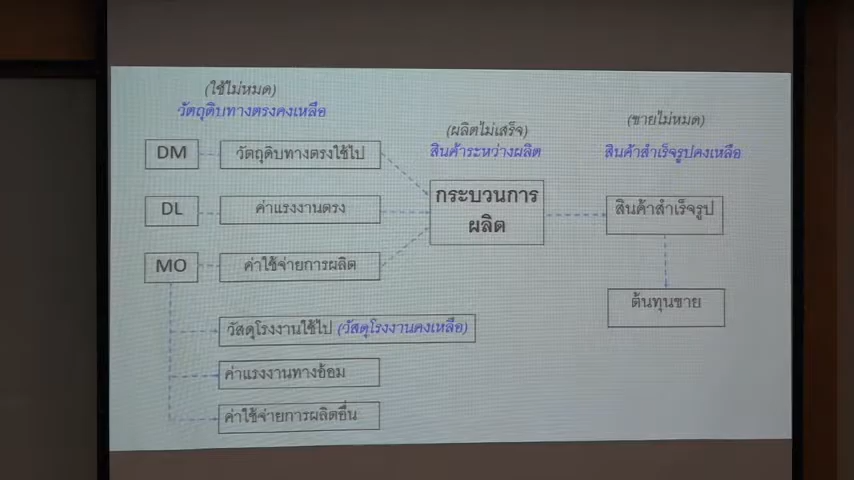 (ใช้ไม่หมด)
วัตถุดิบทางตรงคงเหลือ
(ผลิตไม่เสร็จ)
สินค้าระหว่างผลิต
(ขายไม่หมด)
สินค้าสำเร็จรูปคงเหลือ
DM
วัตถุดิบทางตรงใช้ไป
DL
ค่าแรงงานตรง
MO
ค่าใช้จ่ายการผลิต
กระบวนการ
ผลิต
สินค้าสำเร็จรูป
ต้นทุนขาย
วัสดุโรงงานใช้ไป (วัสดุโรงงานคงเหลือ)
ค่าแรงงานทางอ้อม
ค่าใช้จ่ายการผลิตอื่น